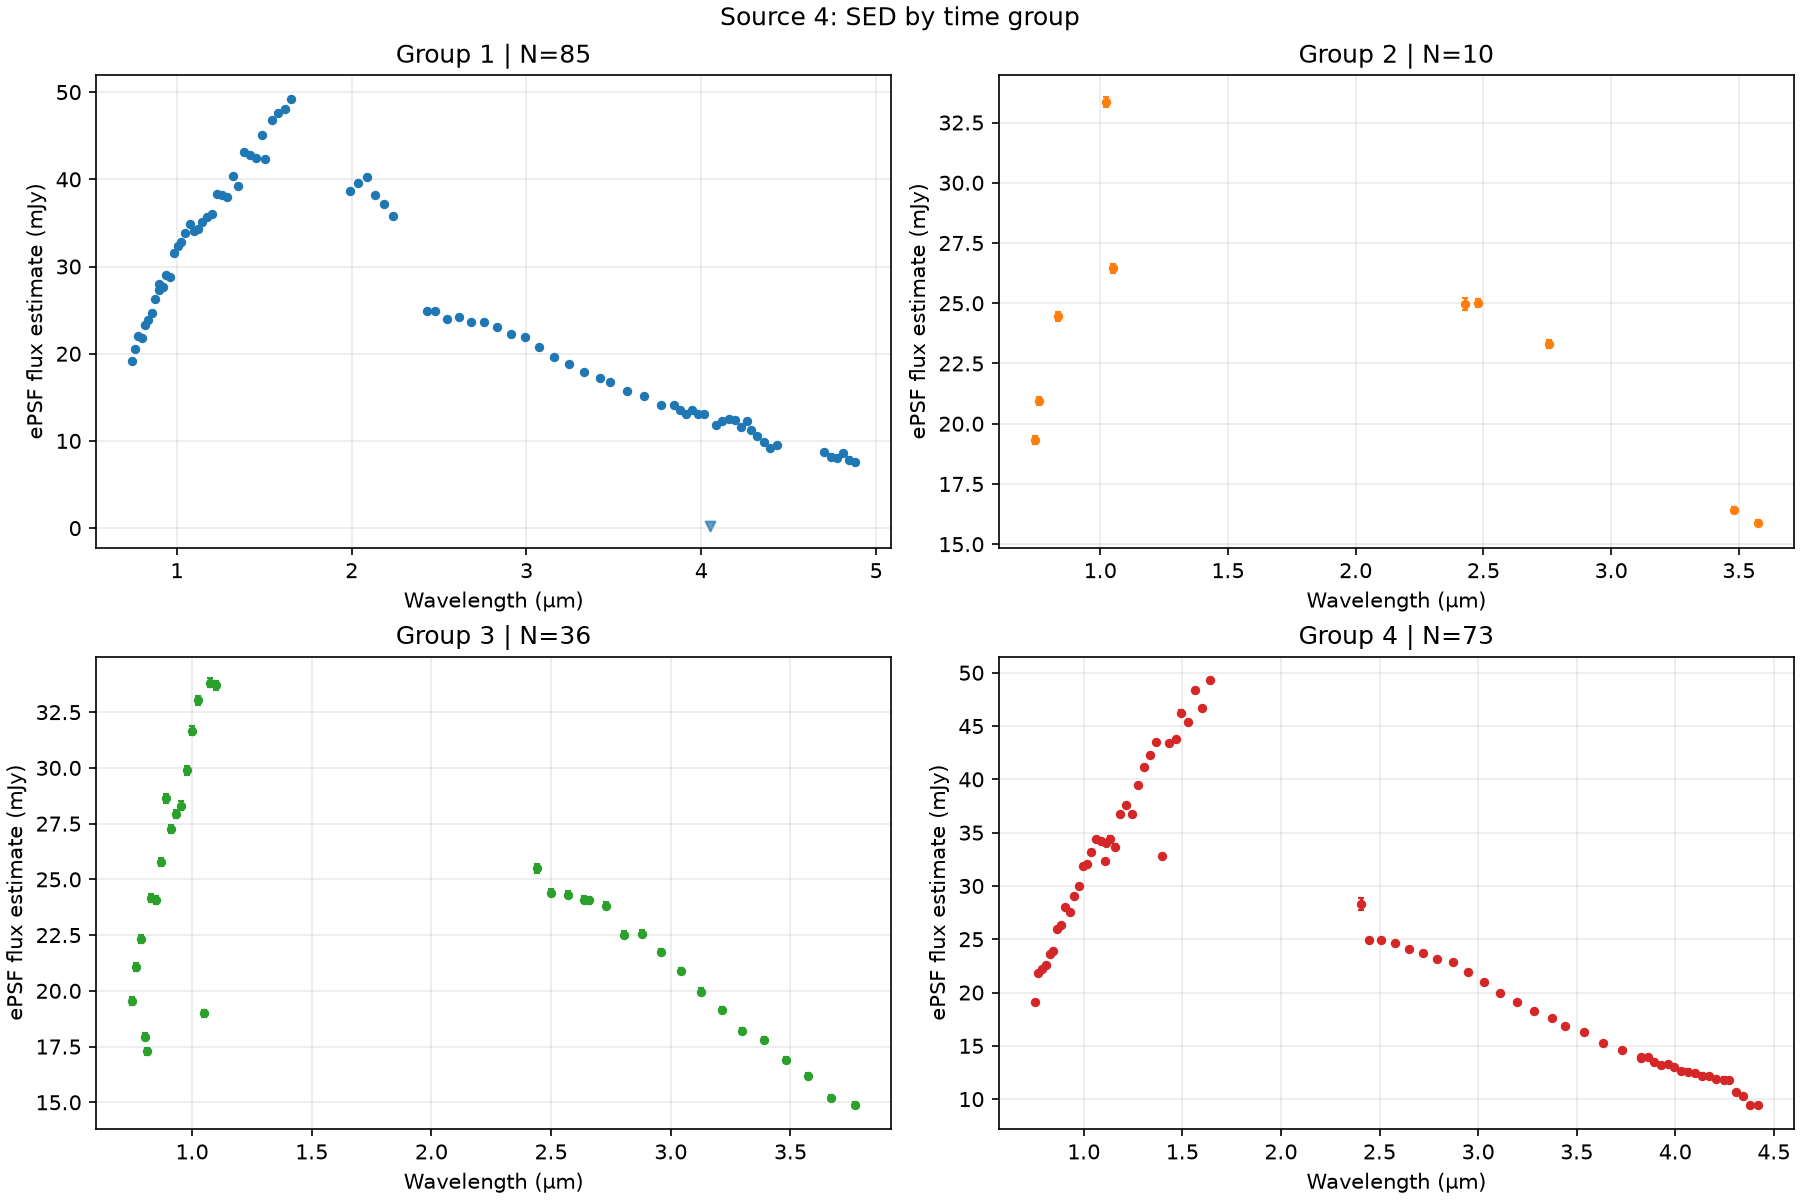 Source 4: SED by time group
Group 1 | N=85
ePSF flux estimate (mJy)
50
40
30
20
10
0
1 2 3 4 5
Wavelength (μm)
Group 2 | N=10
ePSF flux estimate (mJy)
32.5
30.0
27.5
25.0
22.5
20.0
17.5
15.0
1.0 1.5 2.0 2.5 3.0 3.5
Wavelength (μm)
Group 3 | N=36
ePSF flux estimate (mJy)
32.5
30.0
27.5
25.0
22.5
20.0
17.5
15.0
1.0 1.5 2.0 2.5 3.0 3.5
Wavelength (μm)
Group 4 | N=73
ePSF flux estimate (mJy)
50
45
40
35
30
25
20
15
10
1.0 1.5 2.0 2.5 3.0 3.5 4.0 4.5
Wavelength (μm)